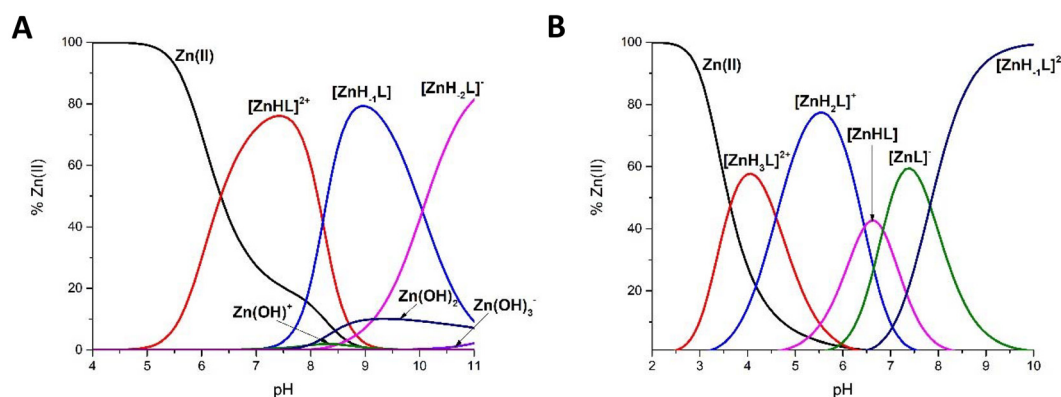 A
100
80
60
40
20
0
% Zn(II)
Zn(II)
[ZnHL]²⁺
[ZnH₋₁L]
[ZnH₋₂L]⁻
Zn(OH)⁺
Zn(OH)₂
Zn(OH)₃⁻
4 5 6 7 8 9 10 11
pH
B
100
80
60
40
20
% Zn(II)
Zn(II)
[ZnH₃L]²⁺
[ZnH₂L]⁺
[ZnHL]
[ZnL]⁻
[ZnH₋₁L]²
2 3 4 5 6 7 8 9 10
pH